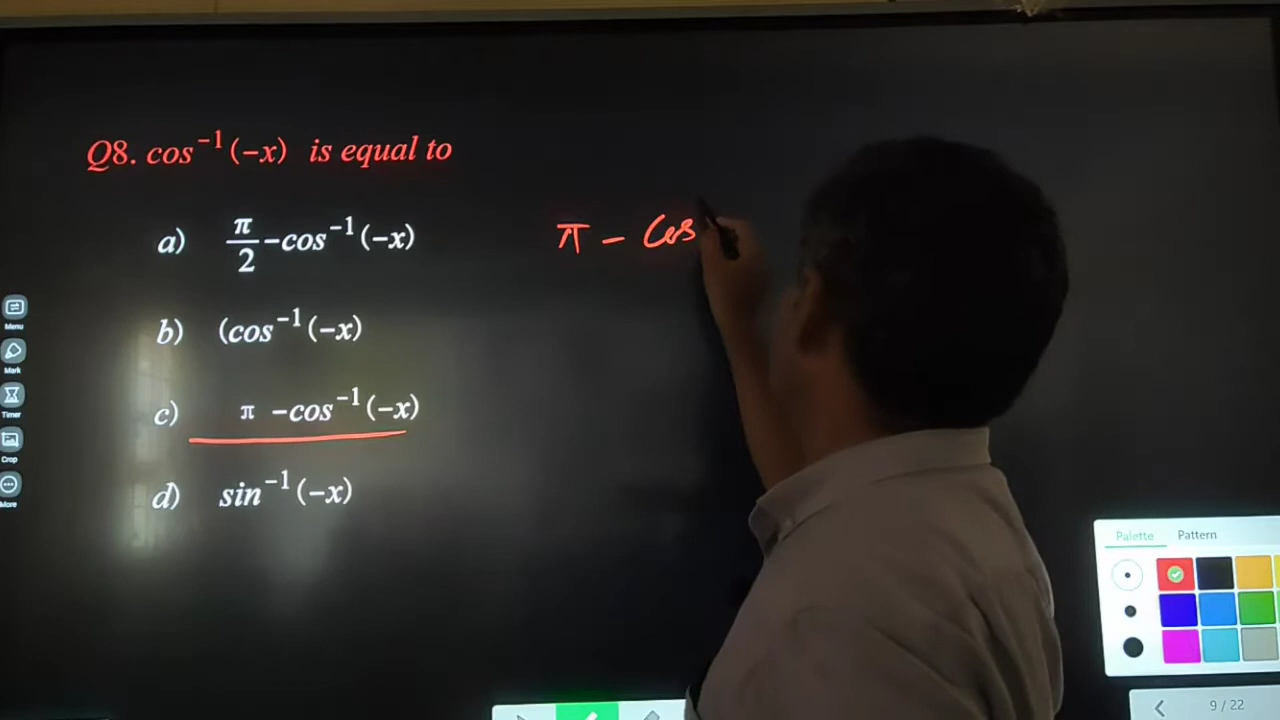 Q8. cos⁻¹(-x) is equal to
a) π/2 -cos⁻¹(-x)
π - Cos
b) (cos⁻¹(-x)
c) π -cos⁻¹(-x)
d) sin⁻¹(-x)
Menu
Mark
Timer
Crop
More
Palette Pattern
9 / 22